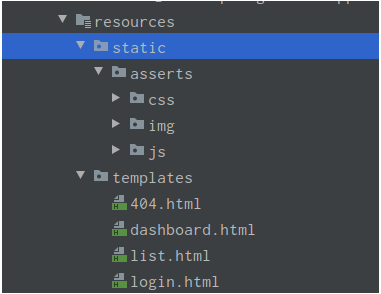 resources
static
asserts
css
img
js
templates
404.html
dashboard.html
list.html
login.html